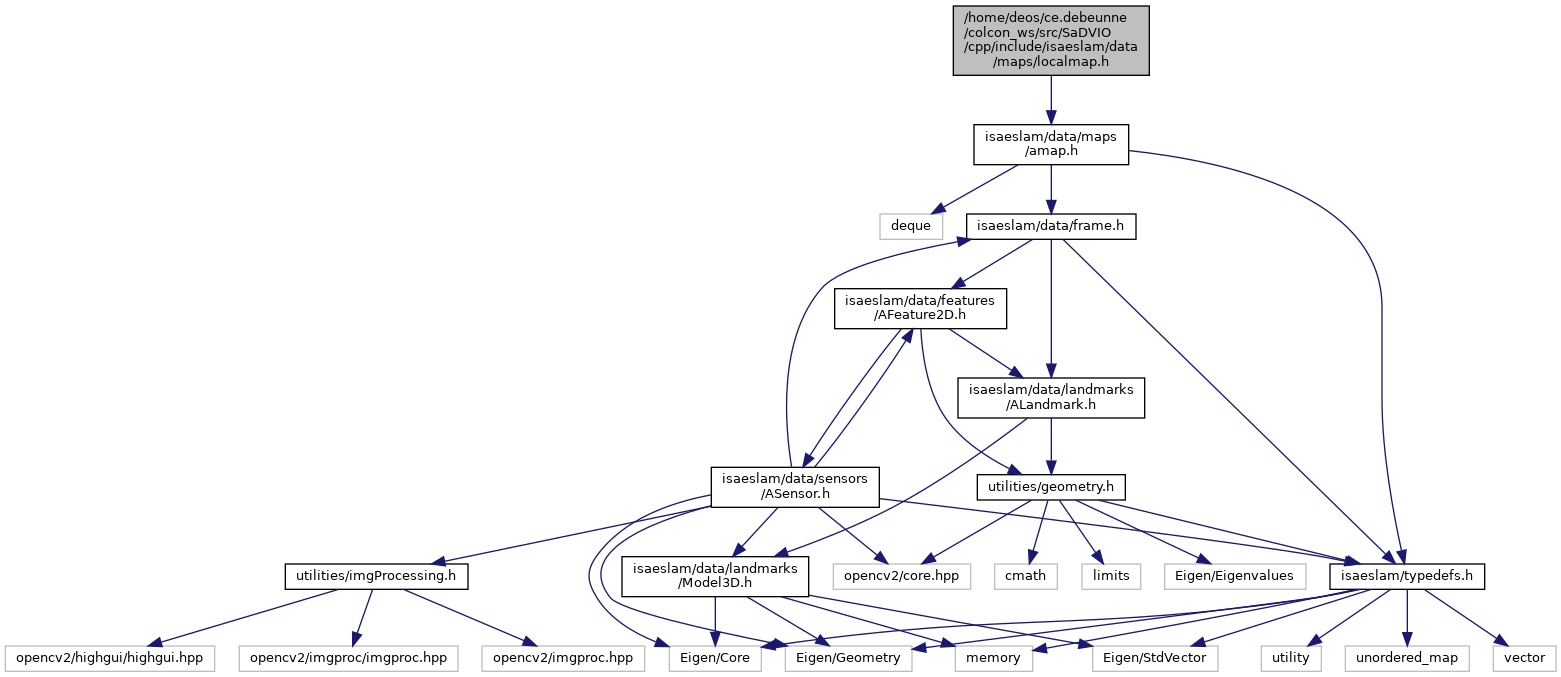 /home/deos/ce.debeunne
/colcon_ws/src/SaDVIO
/cpp/include/isaeslam/data
/maps/localmap.h
isaeslam/data/maps
/amap.h
deque
isaeslam/data/frame.h
isaeslam/data/features
/AFeature2D.h
isaeslam/data/landmarks
/ALandmark.h
isaeslam/data/sensors
/ASensor.h
utilities/geometry.h
utilities/imgProcessing.h
isaeslam/data/landmarks
/Model3D.h
opencv2/core.hpp
cmath
limits
Eigen/Eigenvalues
isaeslam/typedefs.h
opencv2/highgui/highgui.hpp
opencv2/imgproc/imgproc.hpp
opencv2/imgproc.hpp
Eigen/Core
Eigen/Geometry
memory
Eigen/StdVector
utility
unordered_map
vector